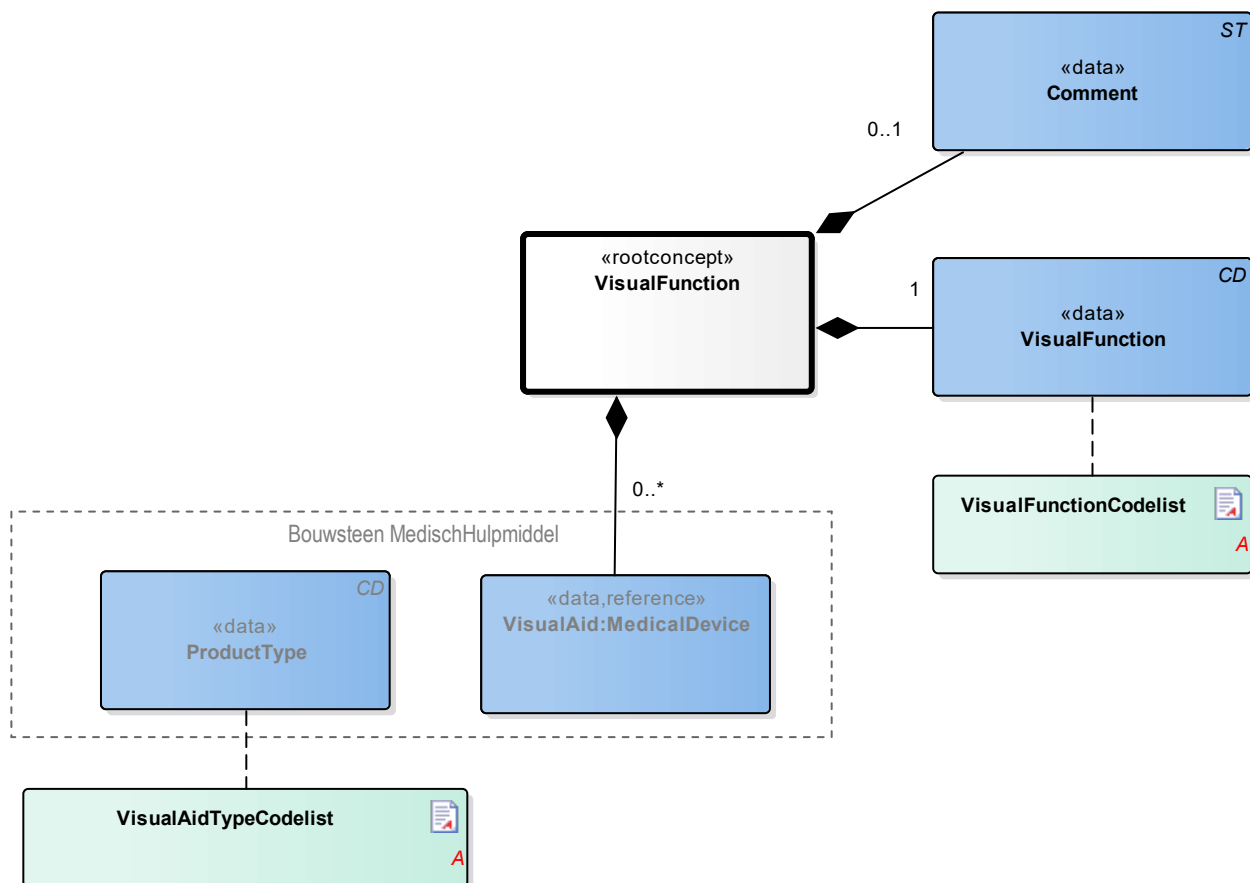 ST
«data»
Comment
0..1
«rootconcept»
VisualFunction
1
CD
«data»
VisualFunction
0..*
VisualFunctionCodelist
A
Bouwsteen MedischHulpmiddel
CD
«data»
ProductType
«data,reference»
VisualAid:MedicalDevice
VisualAidTypeCodelist
A